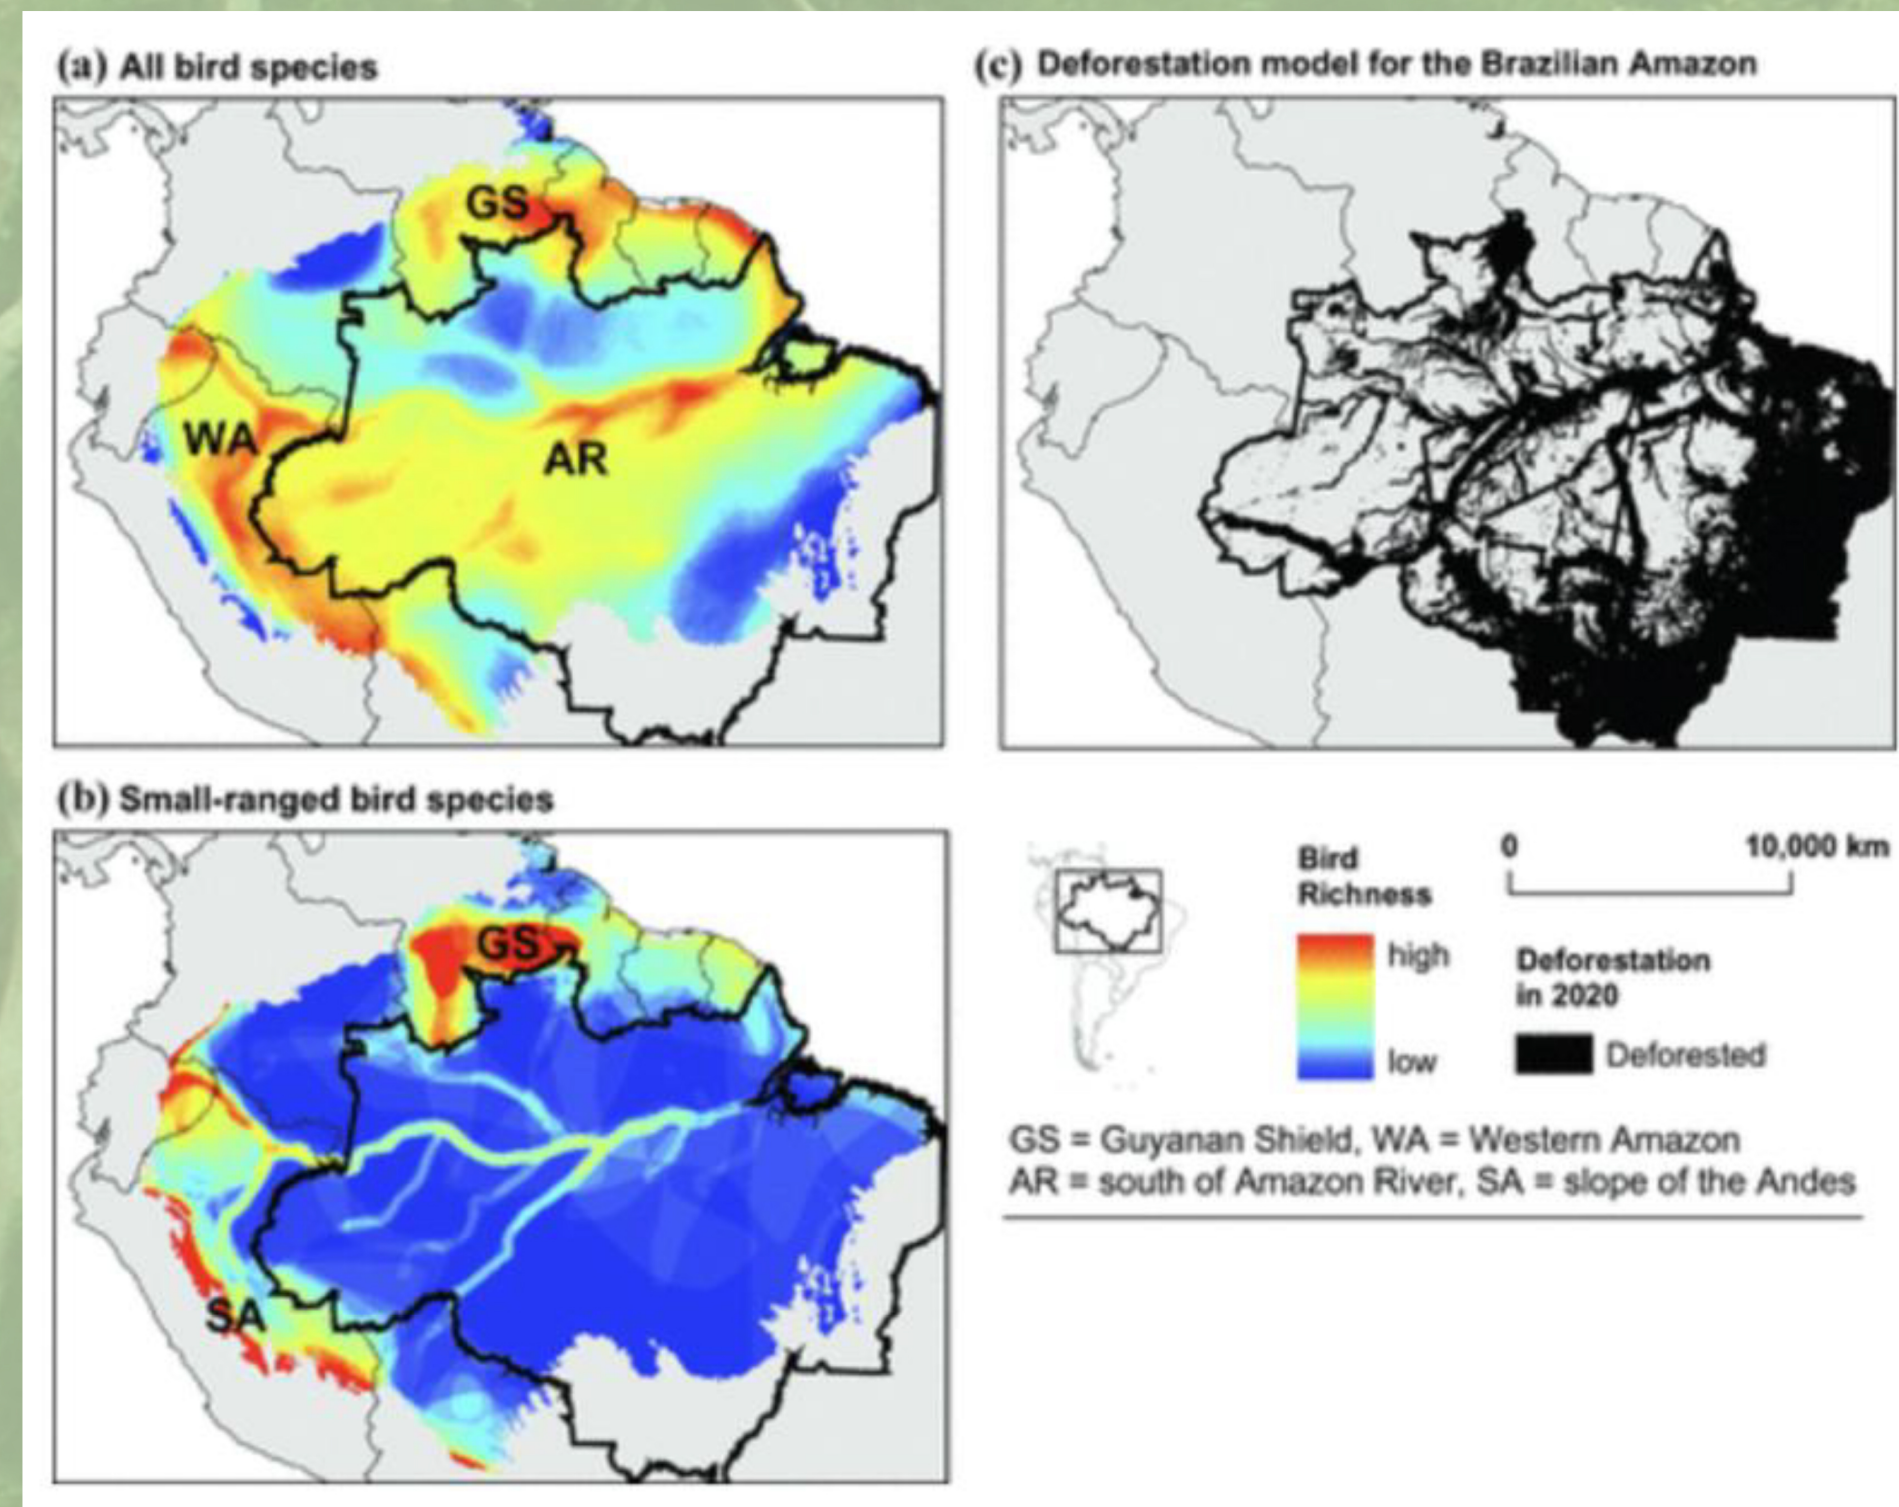 (a) All bird species
GS
WA
AR
(c) Deforestation model for the Brazilian Amazon
(b) Small-ranged bird species
GS
SA
Bird
Richness
high
low
0 10,000 km
Deforestation
in 2020
Deforested
GS = Guyanan Shield, WA = Western Amazon
AR = south of Amazon River, SA = slope of the Andes